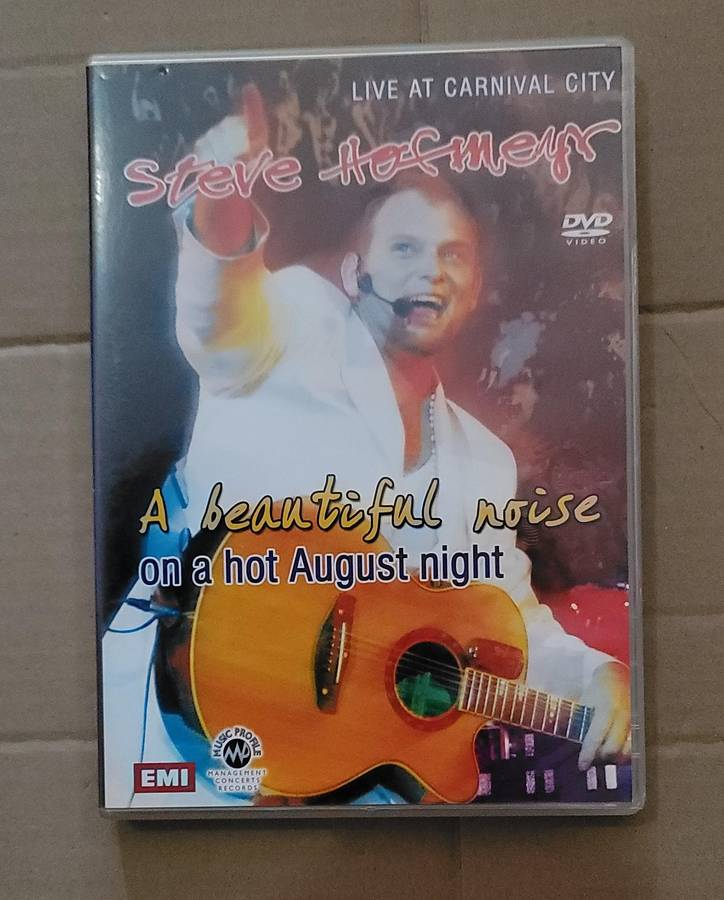 LIVE AT CARNIVAL CITY
Steve Hofmeyr
DVD
VIDEO
A beautiful noise
on a hot August night
EMI
MUSIC PROFILE
MANAGEMENT
CONCERTS
RECORDS